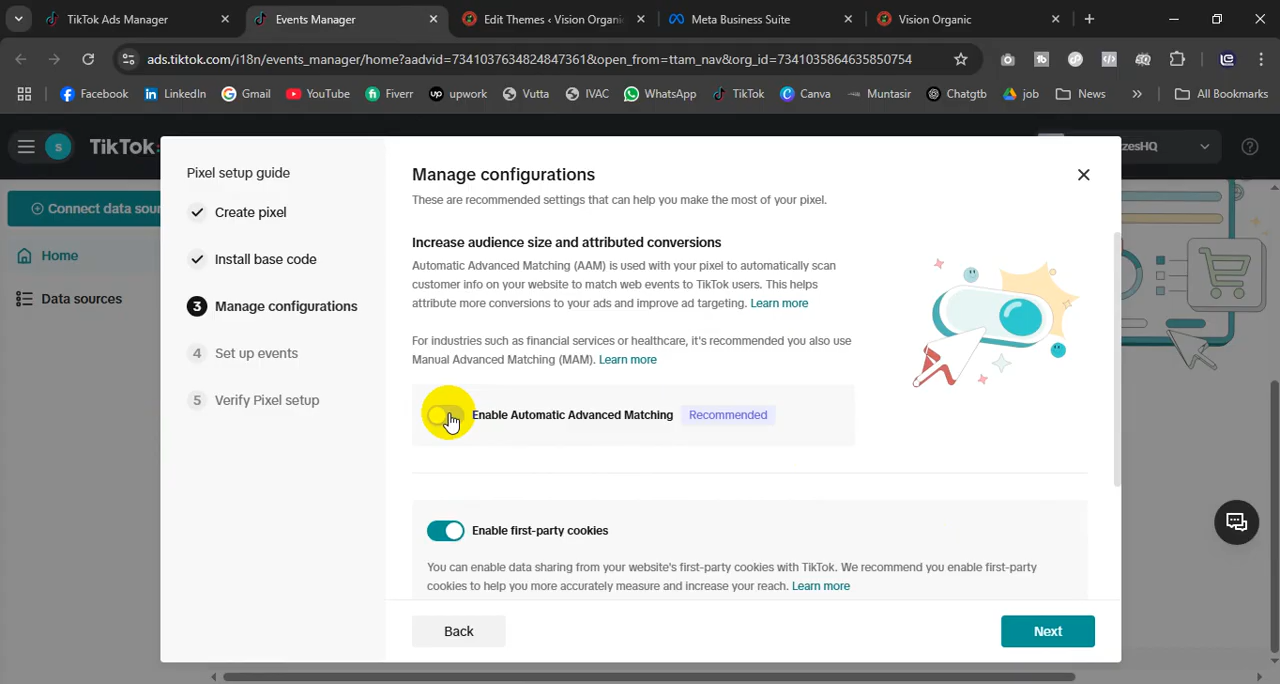 TikTok Ads Manager
Events Manager
Edit Themes ‹ Vision Organi
Meta Business Suite
Vision Organic
ads.tiktok.com/i18n/events_manager/home?aadvid=7341037634824847361&open_from=ttam_nav&org_id=7341035864635850754
Facebook
LinkedIn
Gmail
YouTube
Fiverr
upwork
Vutta
IVAC
WhatsApp
TikTok
Canva
Muntasir
Chatgtb
job
News
All Bookmarks
S
TikTok:
zesHQ
Connect data sour
Home
Data sources
Pixel setup guide
Create pixel
Install base code
3 Manage configurations
4 Set up events
5 Verify Pixel setup
Manage configurations
These are recommended settings that can help you make the most of your pixel.
Increase audience size and attributed conversions
Automatic Advanced Matching (AAM) is used with your pixel to automatically scan
customer info on your website to match web events to TikTok users. This helps
attribute more conversions to your ads and improve ad targeting. Learn more
For industries such as financial services or healthcare, it's recommended you also use
Manual Advanced Matching (MAM). Learn more
Enable Automatic Advanced Matching Recommended
Enable first-party cookies
You can enable data sharing from your website's first-party cookies with TikTok. We recommend you enable first-party
cookies to help you more accurately measure and increase your reach. Learn more
Back
Next